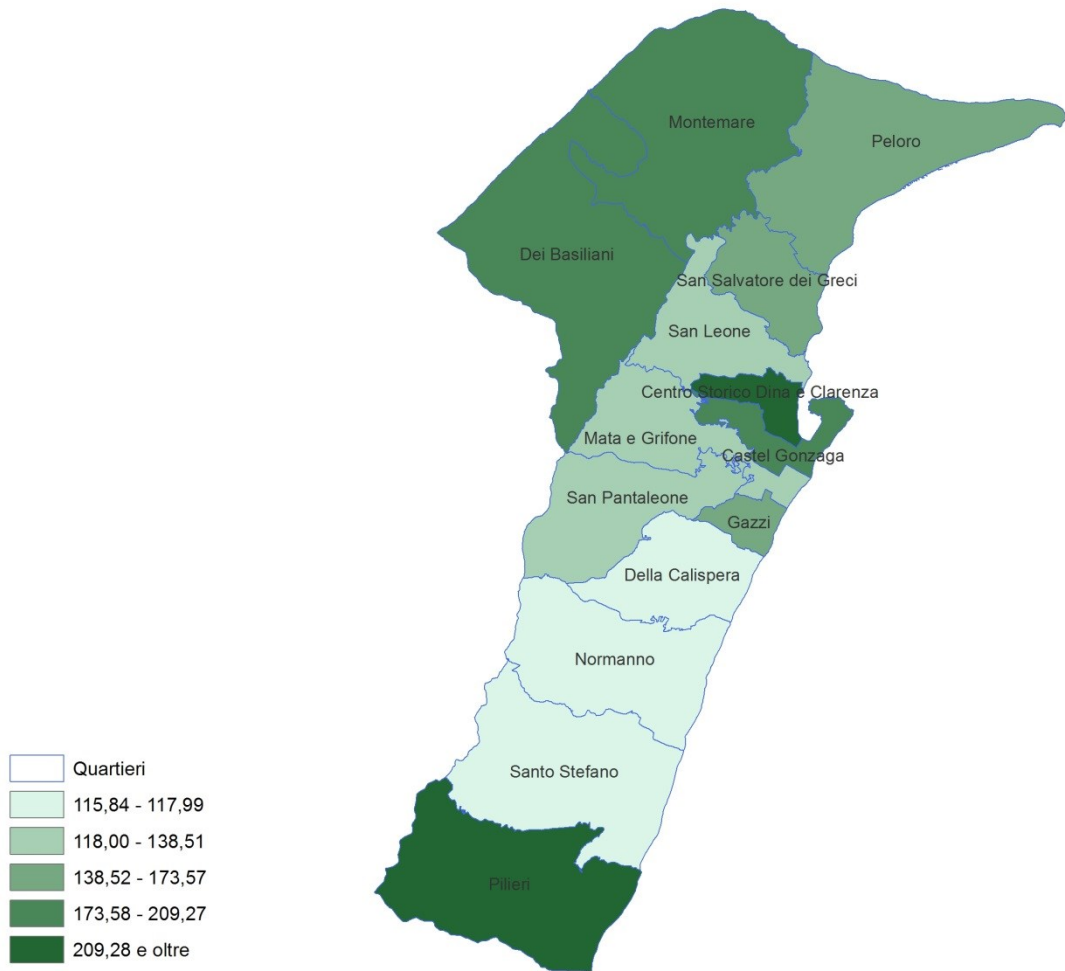 Montemare
Peloro
Dei Basiliani
San Salvatore dei Greci
San Leone
Centro Storico Dina e Clarenza
Mata e Grifone
Castel Gonzaga
San Pantaleone
Gazzi
Della Calispera
Normanno
Santo Stefano
Pilieri
Quartieri
115,84 - 117,99
118,00 - 138,51
138,52 - 173,57
173,58 - 209,27
209,28 e oltre